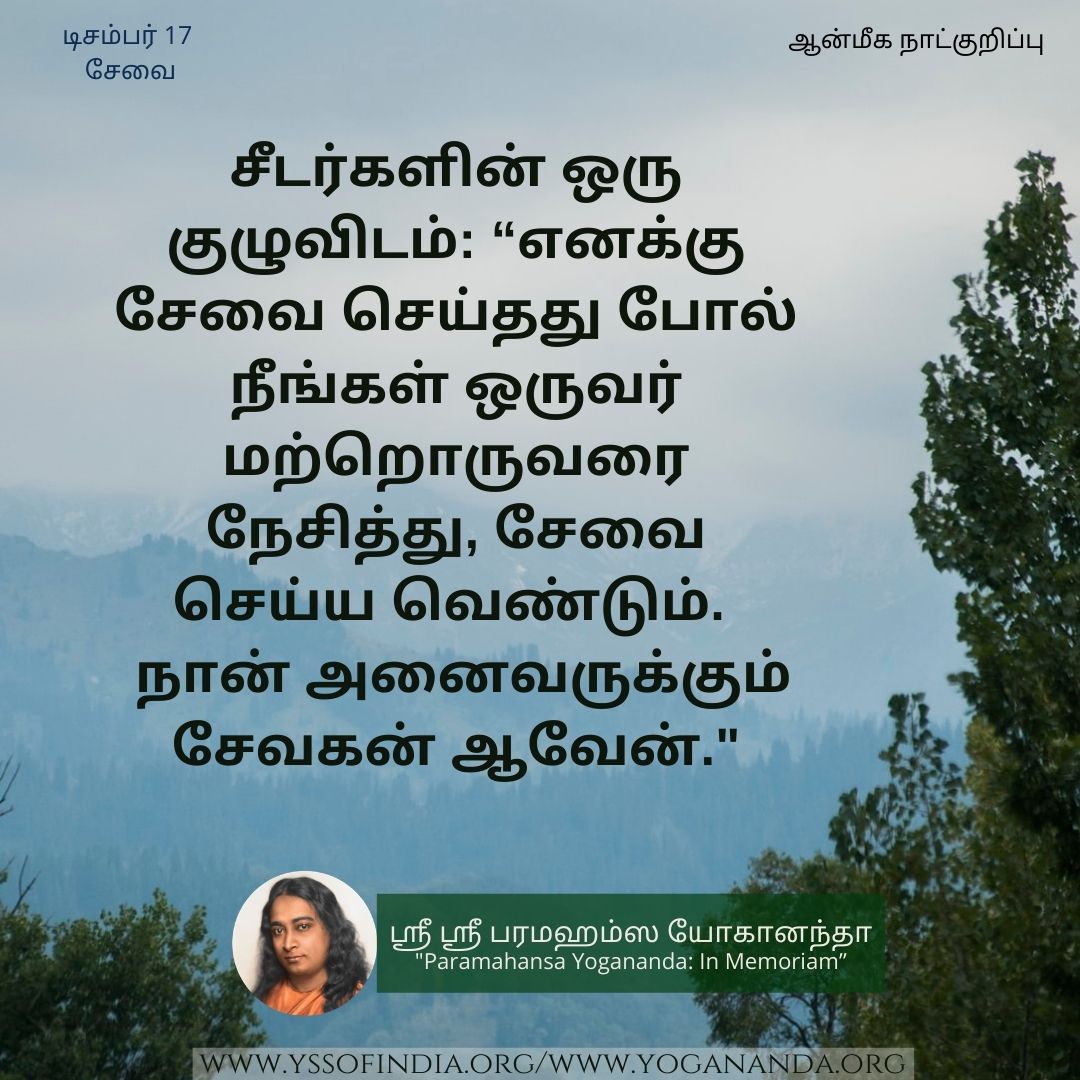 டிசம்பர் 17
சேவை
ஆன்மீக நாட்குறிப்பு
சீடர்களின் ஒரு
குழுவிடம்: “எனக்கு
சேவை செய்தது போல்
நீங்கள் ஒருவர்
மற்றொருவரை
நேசித்து, சேவை
செய்ய வெண்டும்.
நான் அனைவருக்கும்
சேவகன் ஆவேன்."
ஸ்ரீ ஸ்ரீ பரமஹம்ஸ யோகானந்தா
"Paramahansa Yogananda: In Memoriam”
WWW.YSSOFINDIA.ORG/WWW.YOGANANDA.ORG